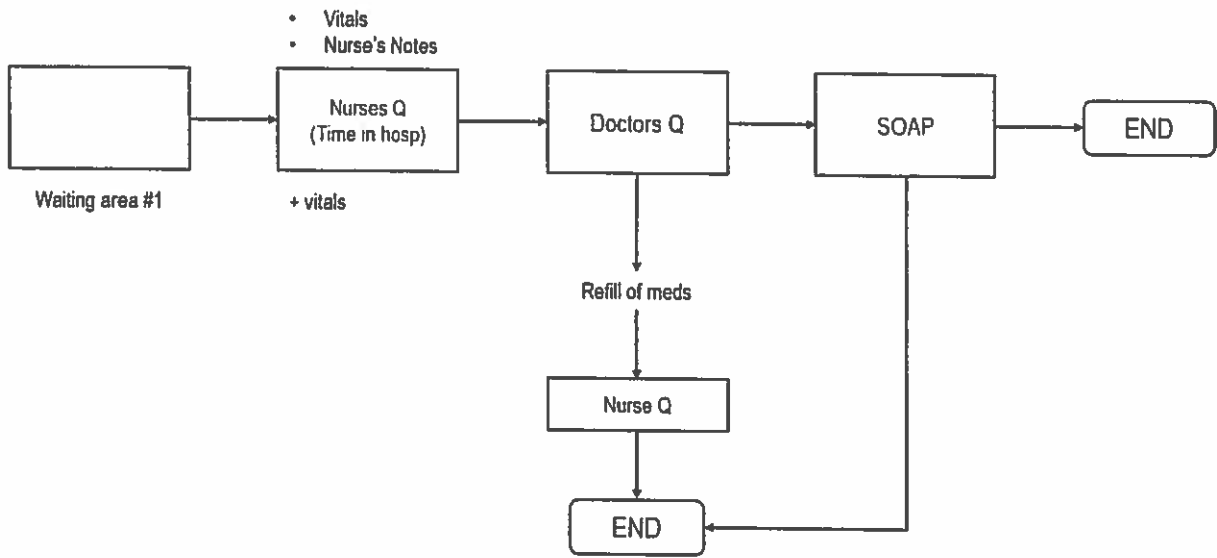 • Vitals
• Nurse's Notes
Nurses Q
(Time in hosp)
Doctors Q
SOAP
END
Waiting area #1
+ vitals
Refill of meds
Nurse Q
END